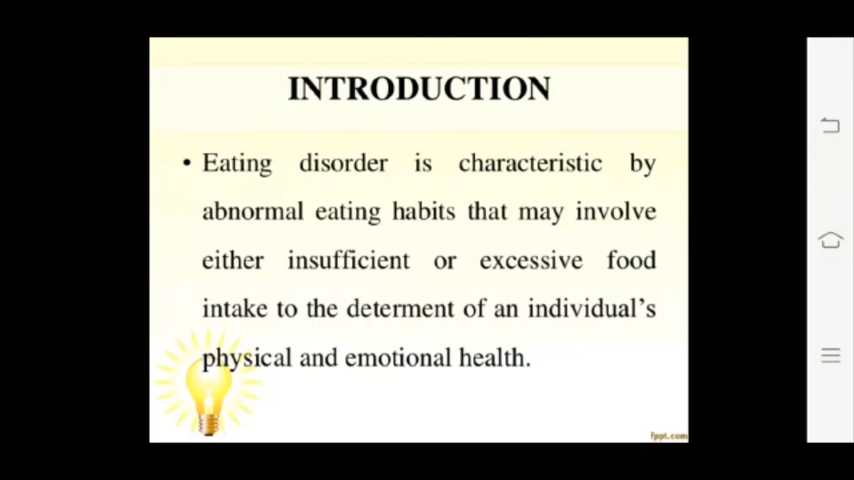 INTRODUCTION
• Eating disorder is characteristic by
abnormal eating habits that may involve
either insufficient or excessive food
intake to the determent of an individual's
physical and emotional health.
fppt.com